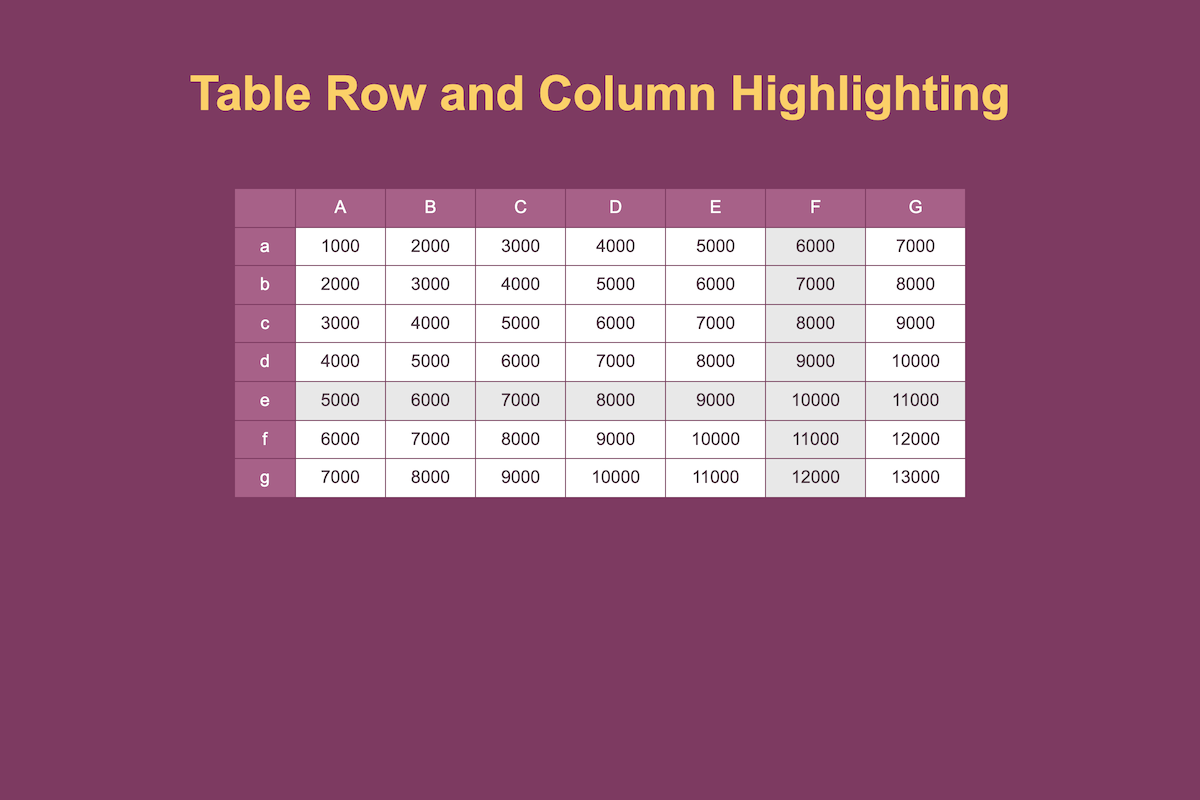 Table Row and Column Highlighting
A B C D E F G
a 1000 2000 3000 4000 5000 6000 7000
b 2000 3000 4000 5000 6000 7000 8000
c 3000 4000 5000 6000 7000 8000 9000
d 4000 5000 6000 7000 8000 9000 10000
e 5000 6000 7000 8000 9000 10000 11000
f 6000 7000 8000 9000 10000 11000 12000
g 7000 8000 9000 10000 11000 12000 13000